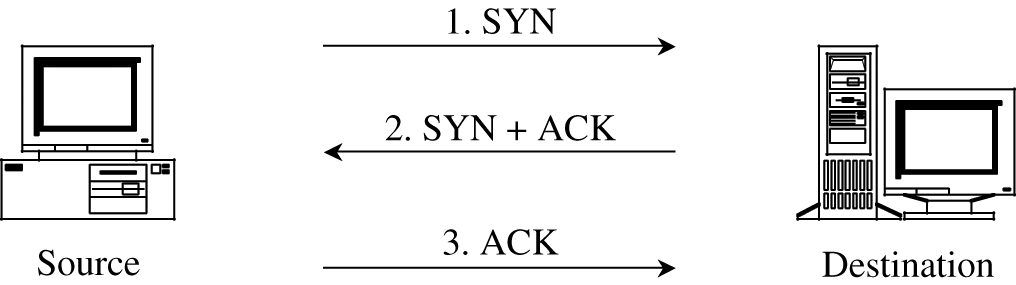 1. SYN
2. SYN + ACK
3. ACK
Source
Destination